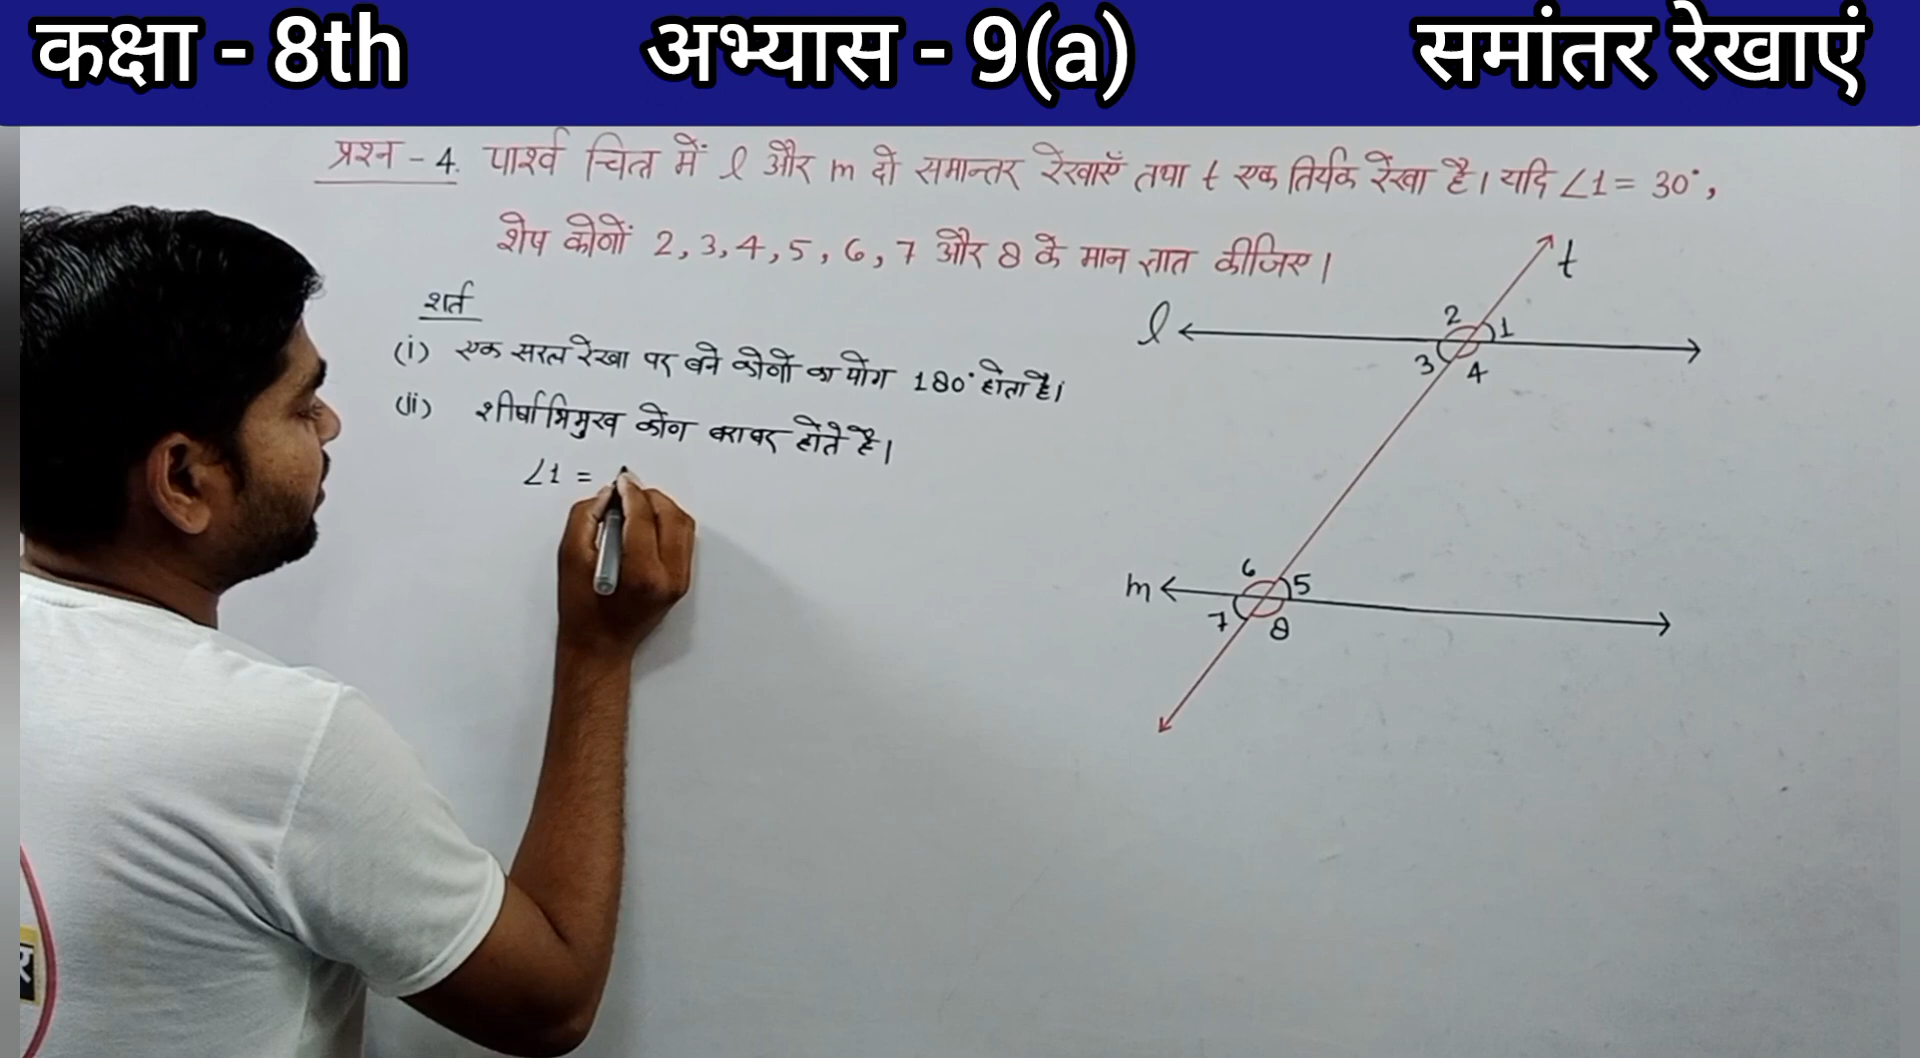 कक्षा - 8th अभ्यास - 9(a) समांतर रेखाएं
प्रश्न - 4. पार्श्व चित्र में l और m दो समान्तर रेखाएँ तथा t एक तिर्यक रेखा है। यदि ∠1 = 30°,
शेष कोणों 2, 3, 4, 5, 6, 7 और 8 के मान ज्ञात कीजिए।
शर्त
(i) एक सरल रेखा पर बने कोणों का योग 180° होता है।
(ii) शीर्षाभिमुख कोण बराबर होते है।
∠1 =
t
l
2 1
3 4
m
6 5
7 8